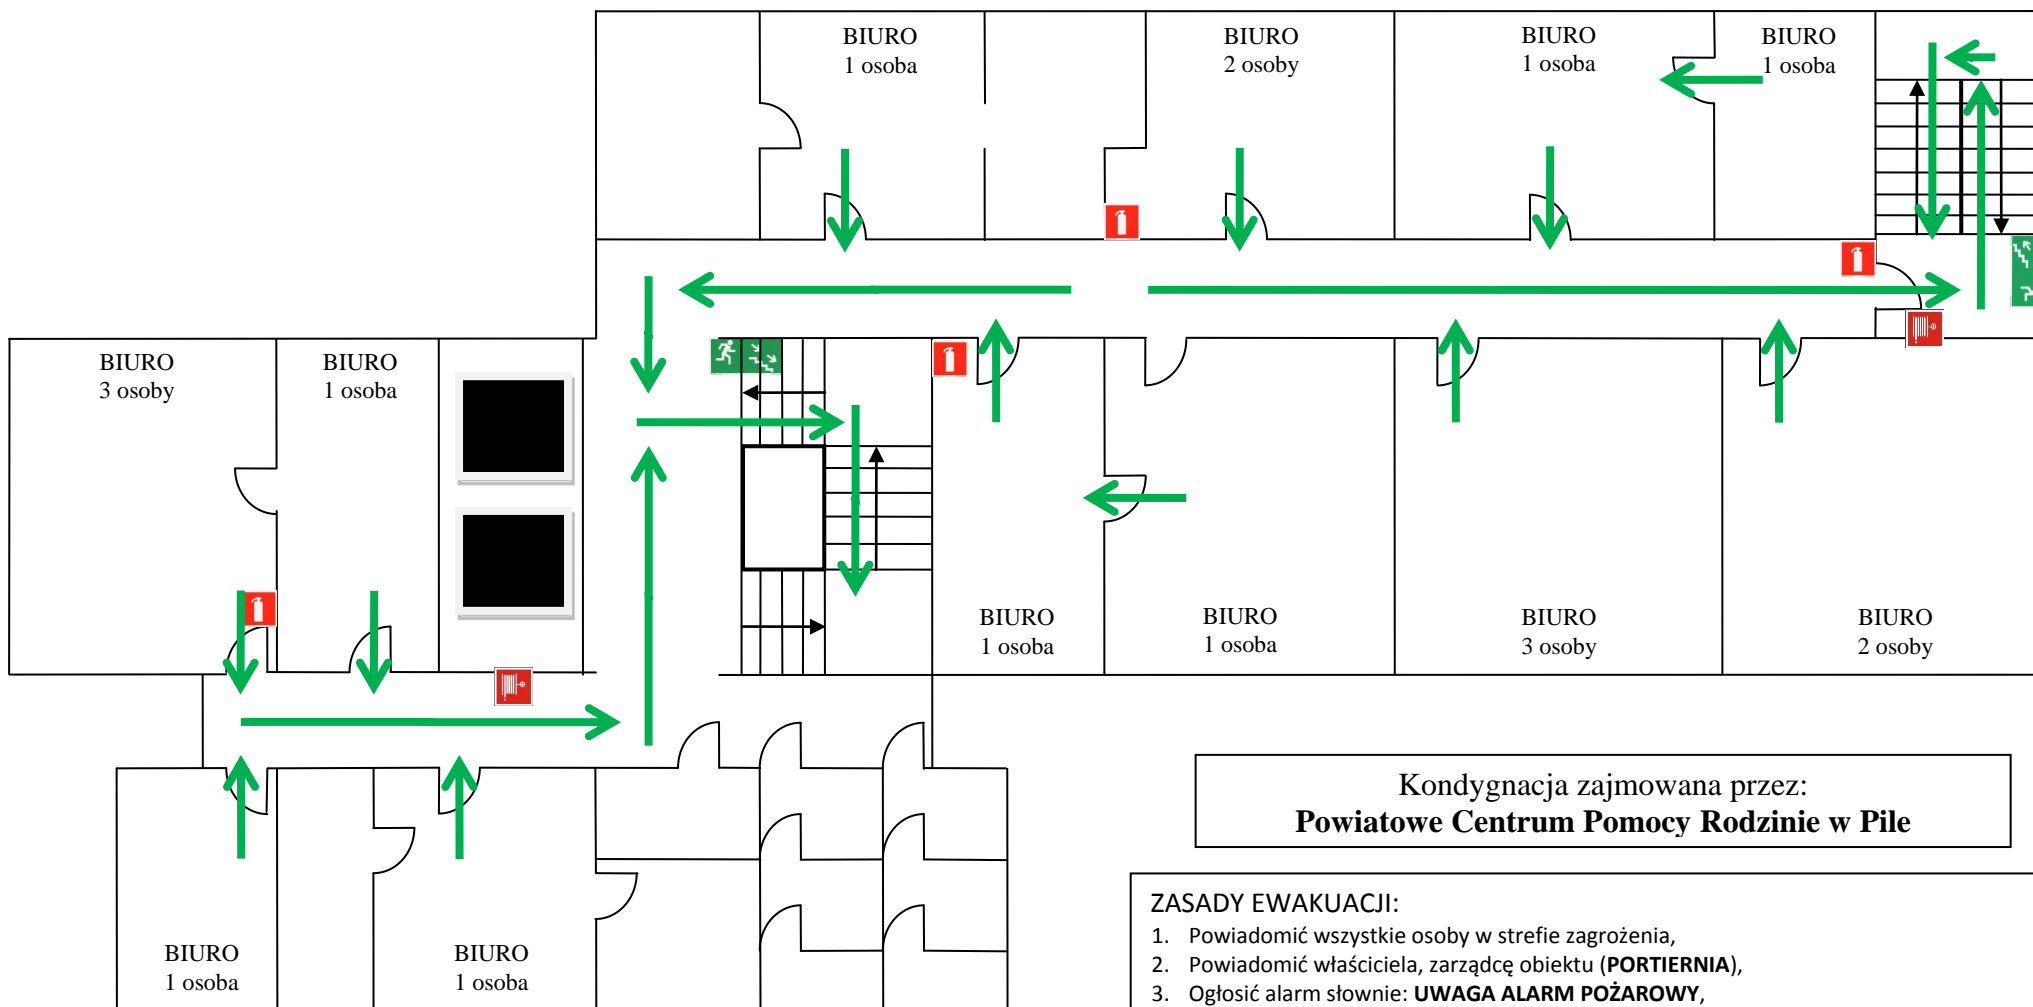 BIURO
1 osoba
BIURO
2 osoby
BIURO
1 osoba
BIURO
1 osoba
BIURO
3 osoby
BIURO
1 osoba
BIURO
1 osoba
BIURO
1 osoba
BIURO
3 osoby
BIURO
2 osoby
BIURO
1 osoba
BIURO
1 osoba
Kondygnacja zajmowana przez:
Powiatowe Centrum Pomocy Rodzinie w Pile
ZASADY EWAKUACJI:
1. Powiadomić wszystkie osoby w strefie zagrożenia,
2. Powiadomić właściciela, zarządcę obiektu (PORTIERNIA),
3. Ogłosić alarm słownie: UWAGA ALARM POŻAROWY,